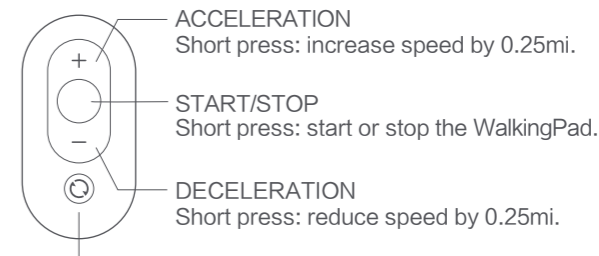 ACCELERATION
Short press: increase speed by 0.25mi.
+
START/STOP
Short press: start or stop the WalkingPad.
−
DECELERATION
Short press: reduce speed by 0.25mi.